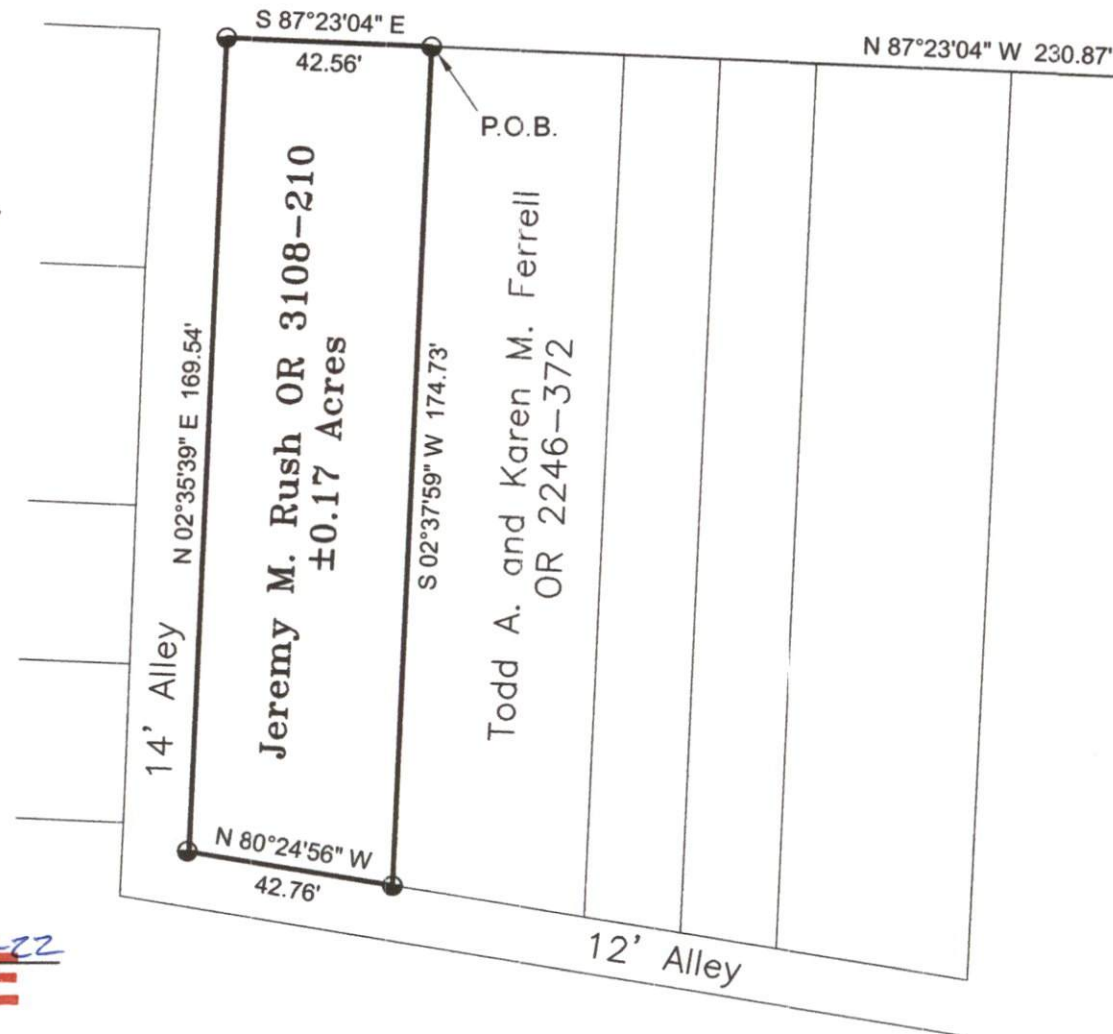 S 87°23'04" E
42.56'
N 87°23'04" W 230.87'
P.O.B.
N 02°35'39" E 169.54'
Jeremy M. Rush OR 3108-210
±0.17 Acres
S 02°37'59" W 174.73'
Todd A. and Karen M. Ferrell
OR 2246-372
14' Alley
N 80°24'56" W
42.76'
12' Alley
-22